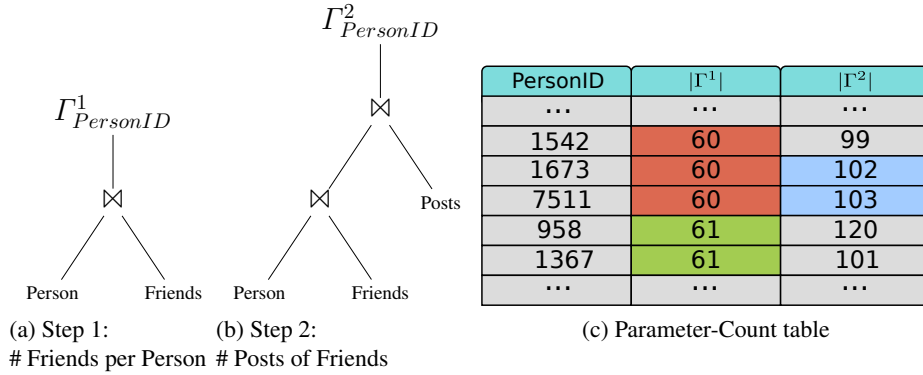 Γ¹PersonID
⋈
Person Friends
(a) Step 1:
# Friends per Person
Γ²PersonID
⋈
⋈ Posts
Person Friends
(b) Step 2:
# Posts of Friends
PersonID |Γ¹| |Γ²|
... ... ...
1542 60 99
1673 60 102
7511 60 103
958 61 120
1367 61 101
... ... ...
(c) Parameter-Count table